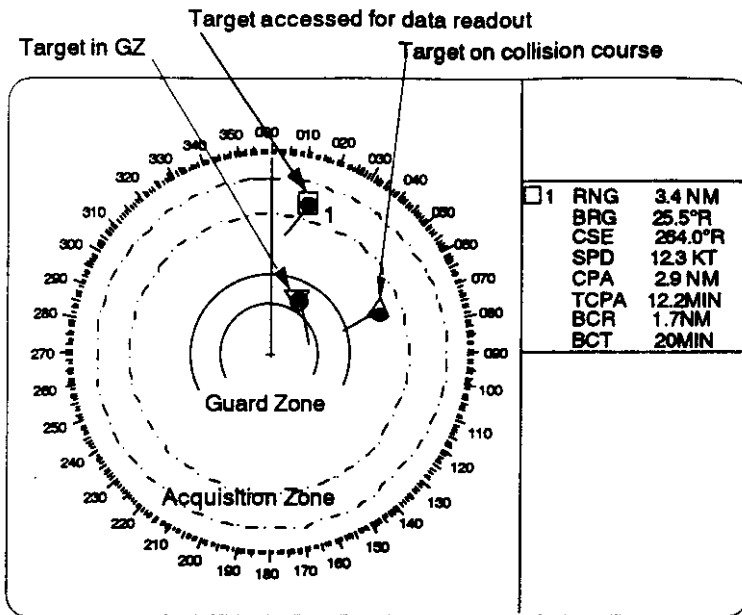 Target accessed for data readout
Target in GZ
Target on collision course
000
010
020
030
040
050
060
070
080
090
100
110
120
130
140
150
160
170
180
190
200
210
220
230
240
250
260
270
280
290
300
310
320
330
340
350
1
Guard Zone
Acquisition Zone
1 RNG 3.4 NM
BRG 25.5°R
CSE 264.0°R
SPD 12.3 KT
CPA 2.9 NM
TCPA 12.2MIN
BCR 1.7NM
BCT 20MIN